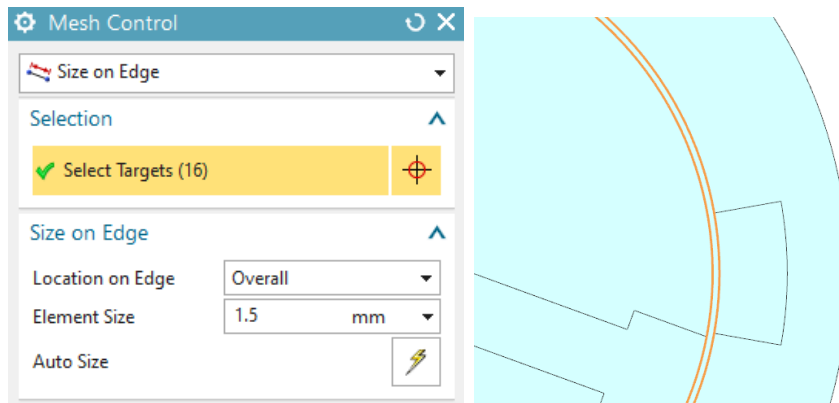 Mesh Control
Size on Edge
Selection
Select Targets (16)
Size on Edge
Location on Edge Overall
Element Size 1.5 mm
Auto Size